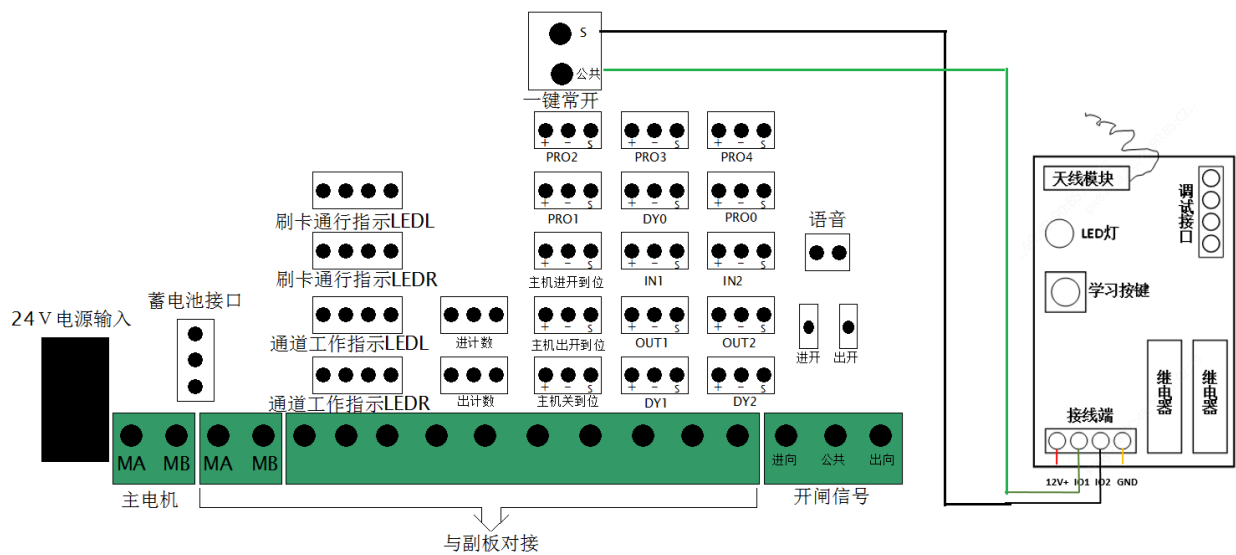 S
公共
一键常开
+ - S
+ - S
+ - S
PRO2
PRO3
PRO4
天线模块
调试接口
+ - S
+ - S
+ - S
刷卡通行指示LEDL
PRO1
DY0
PRO0
语音
LED灯
+ - S
+ - S
+ - S
刷卡通行指示LEDR
主机进开到位
IN1
IN2
学习按键
蓄电池接口
24V电源输入
+ - S
+ - S
+ - S
通道工作指示LEDL
进计数
主机出开到位
OUT1
OUT2
进开
出开
继电器
继电器
+ - S
+ - S
+ - S
通道工作指示LEDR
出计数
主机关到位
DY1
DY2
接线端
MA
MB
MA
MB
进向
公共
出向
12V+
IO1
IO2
GND
主电机
开闸信号
与副板对接